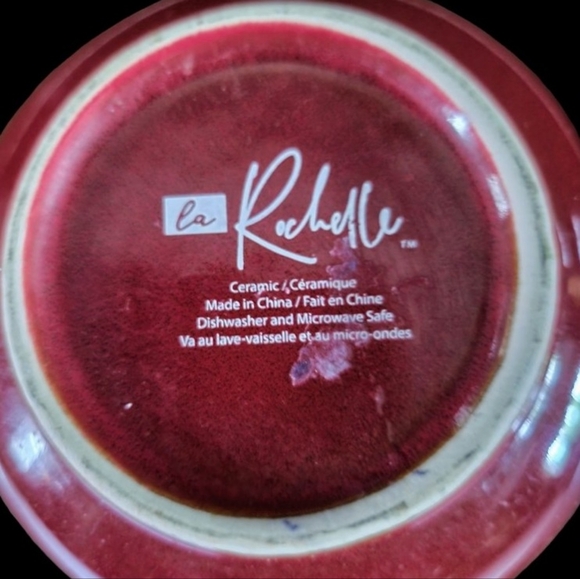 la Rochelle™
Ceramic / Céramique
Made in China / Fait en Chine
Dishwasher and Microwave Safe
Va au lave-vaisselle et au micro-ondes